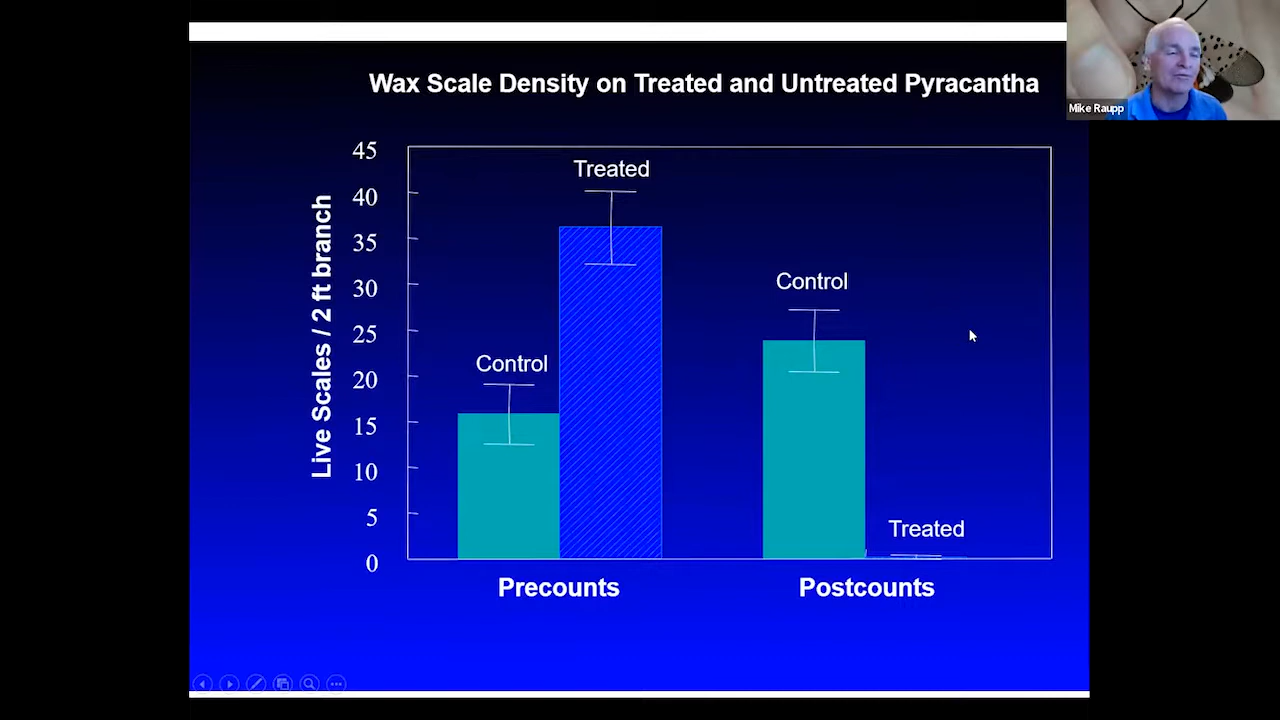 Wax Scale Density on Treated and Untreated Pyracantha
Mike Raupp
Live Scales / 2 ft branch
45
40
35
30
25
20
15
10
5
0
Treated
Control
Control
Treated
Precounts
Postcounts